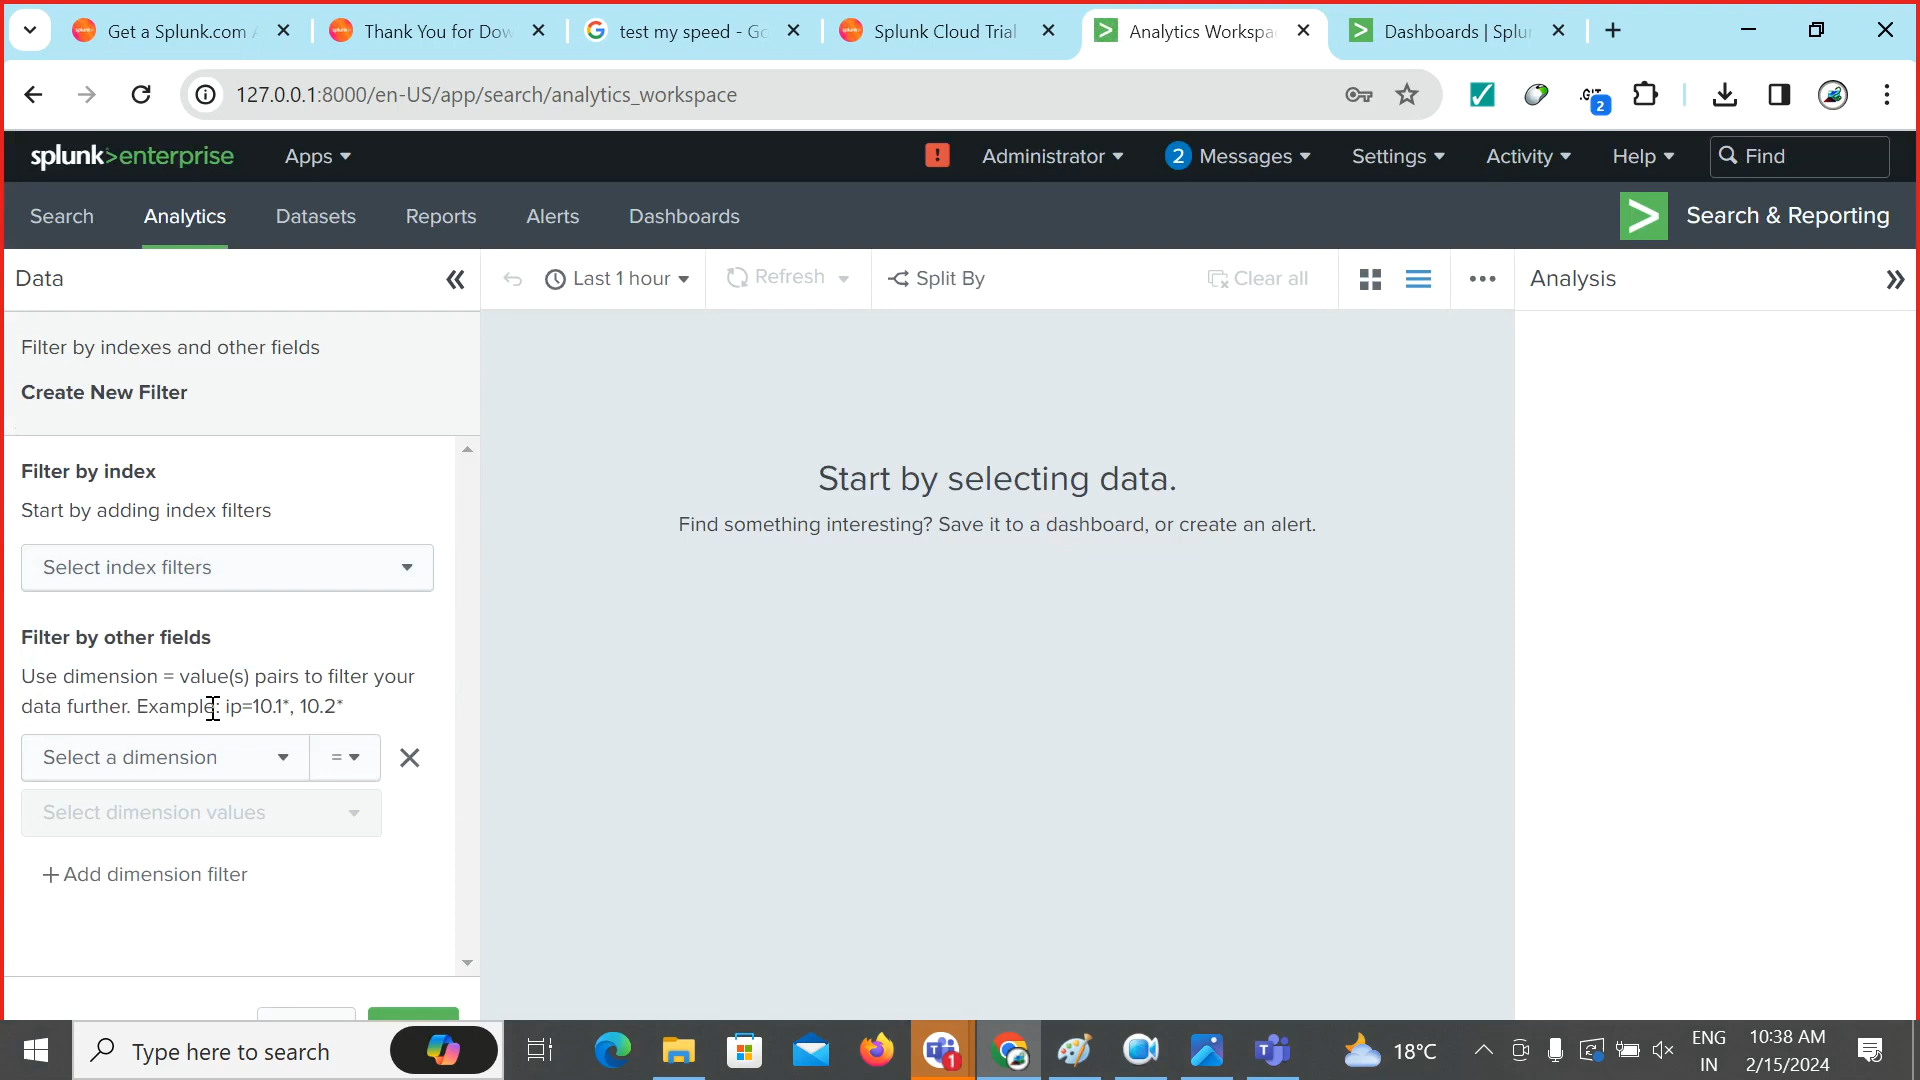 Get a Splunk.com
Thank You for Dow
test my speed - Go
Splunk Cloud Trial
Analytics Workspa
Dashboards | Splun
127.0.0.1:8000/en-US/app/search/analytics_workspace
.GIT
2
splunk>enterprise
Apps
!
Administrator
2 Messages
Settings
Activity
Help
Find
Search
Analytics
Datasets
Reports
Alerts
Dashboards
> Search & Reporting
Data
Last 1 hour
Refresh
Split By
Clear all
Analysis
Filter by indexes and other fields
Create New Filter
Filter by index
Start by adding index filters
Select index filters
Filter by other fields
Use dimension = value(s) pairs to filter your
data further. Example: ip=10.1*, 10.2*
Select a dimension
=
Select dimension values
+ Add dimension filter
Start by selecting data.
Find something interesting? Save it to a dashboard, or create an alert.
Type here to search
1
18°C
ENG
IN
10:38 AM
2/15/2024